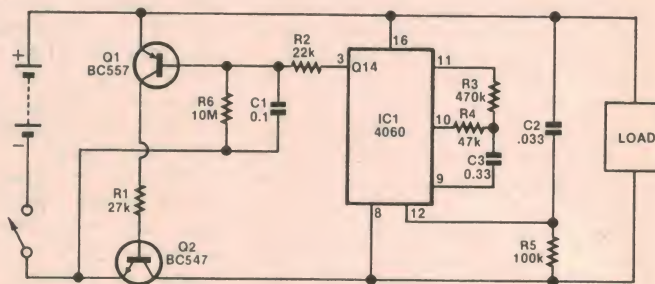 +
Q1
BC557
R2
22k
3
Q14
16
11
R3
470k
R6
10M
C1
0.1
IC1
4060
10
R4
47k
C2
.033
LOAD
C3
0.33
9
−
R1
27k
8
12
R5
100k
Q2
BC547